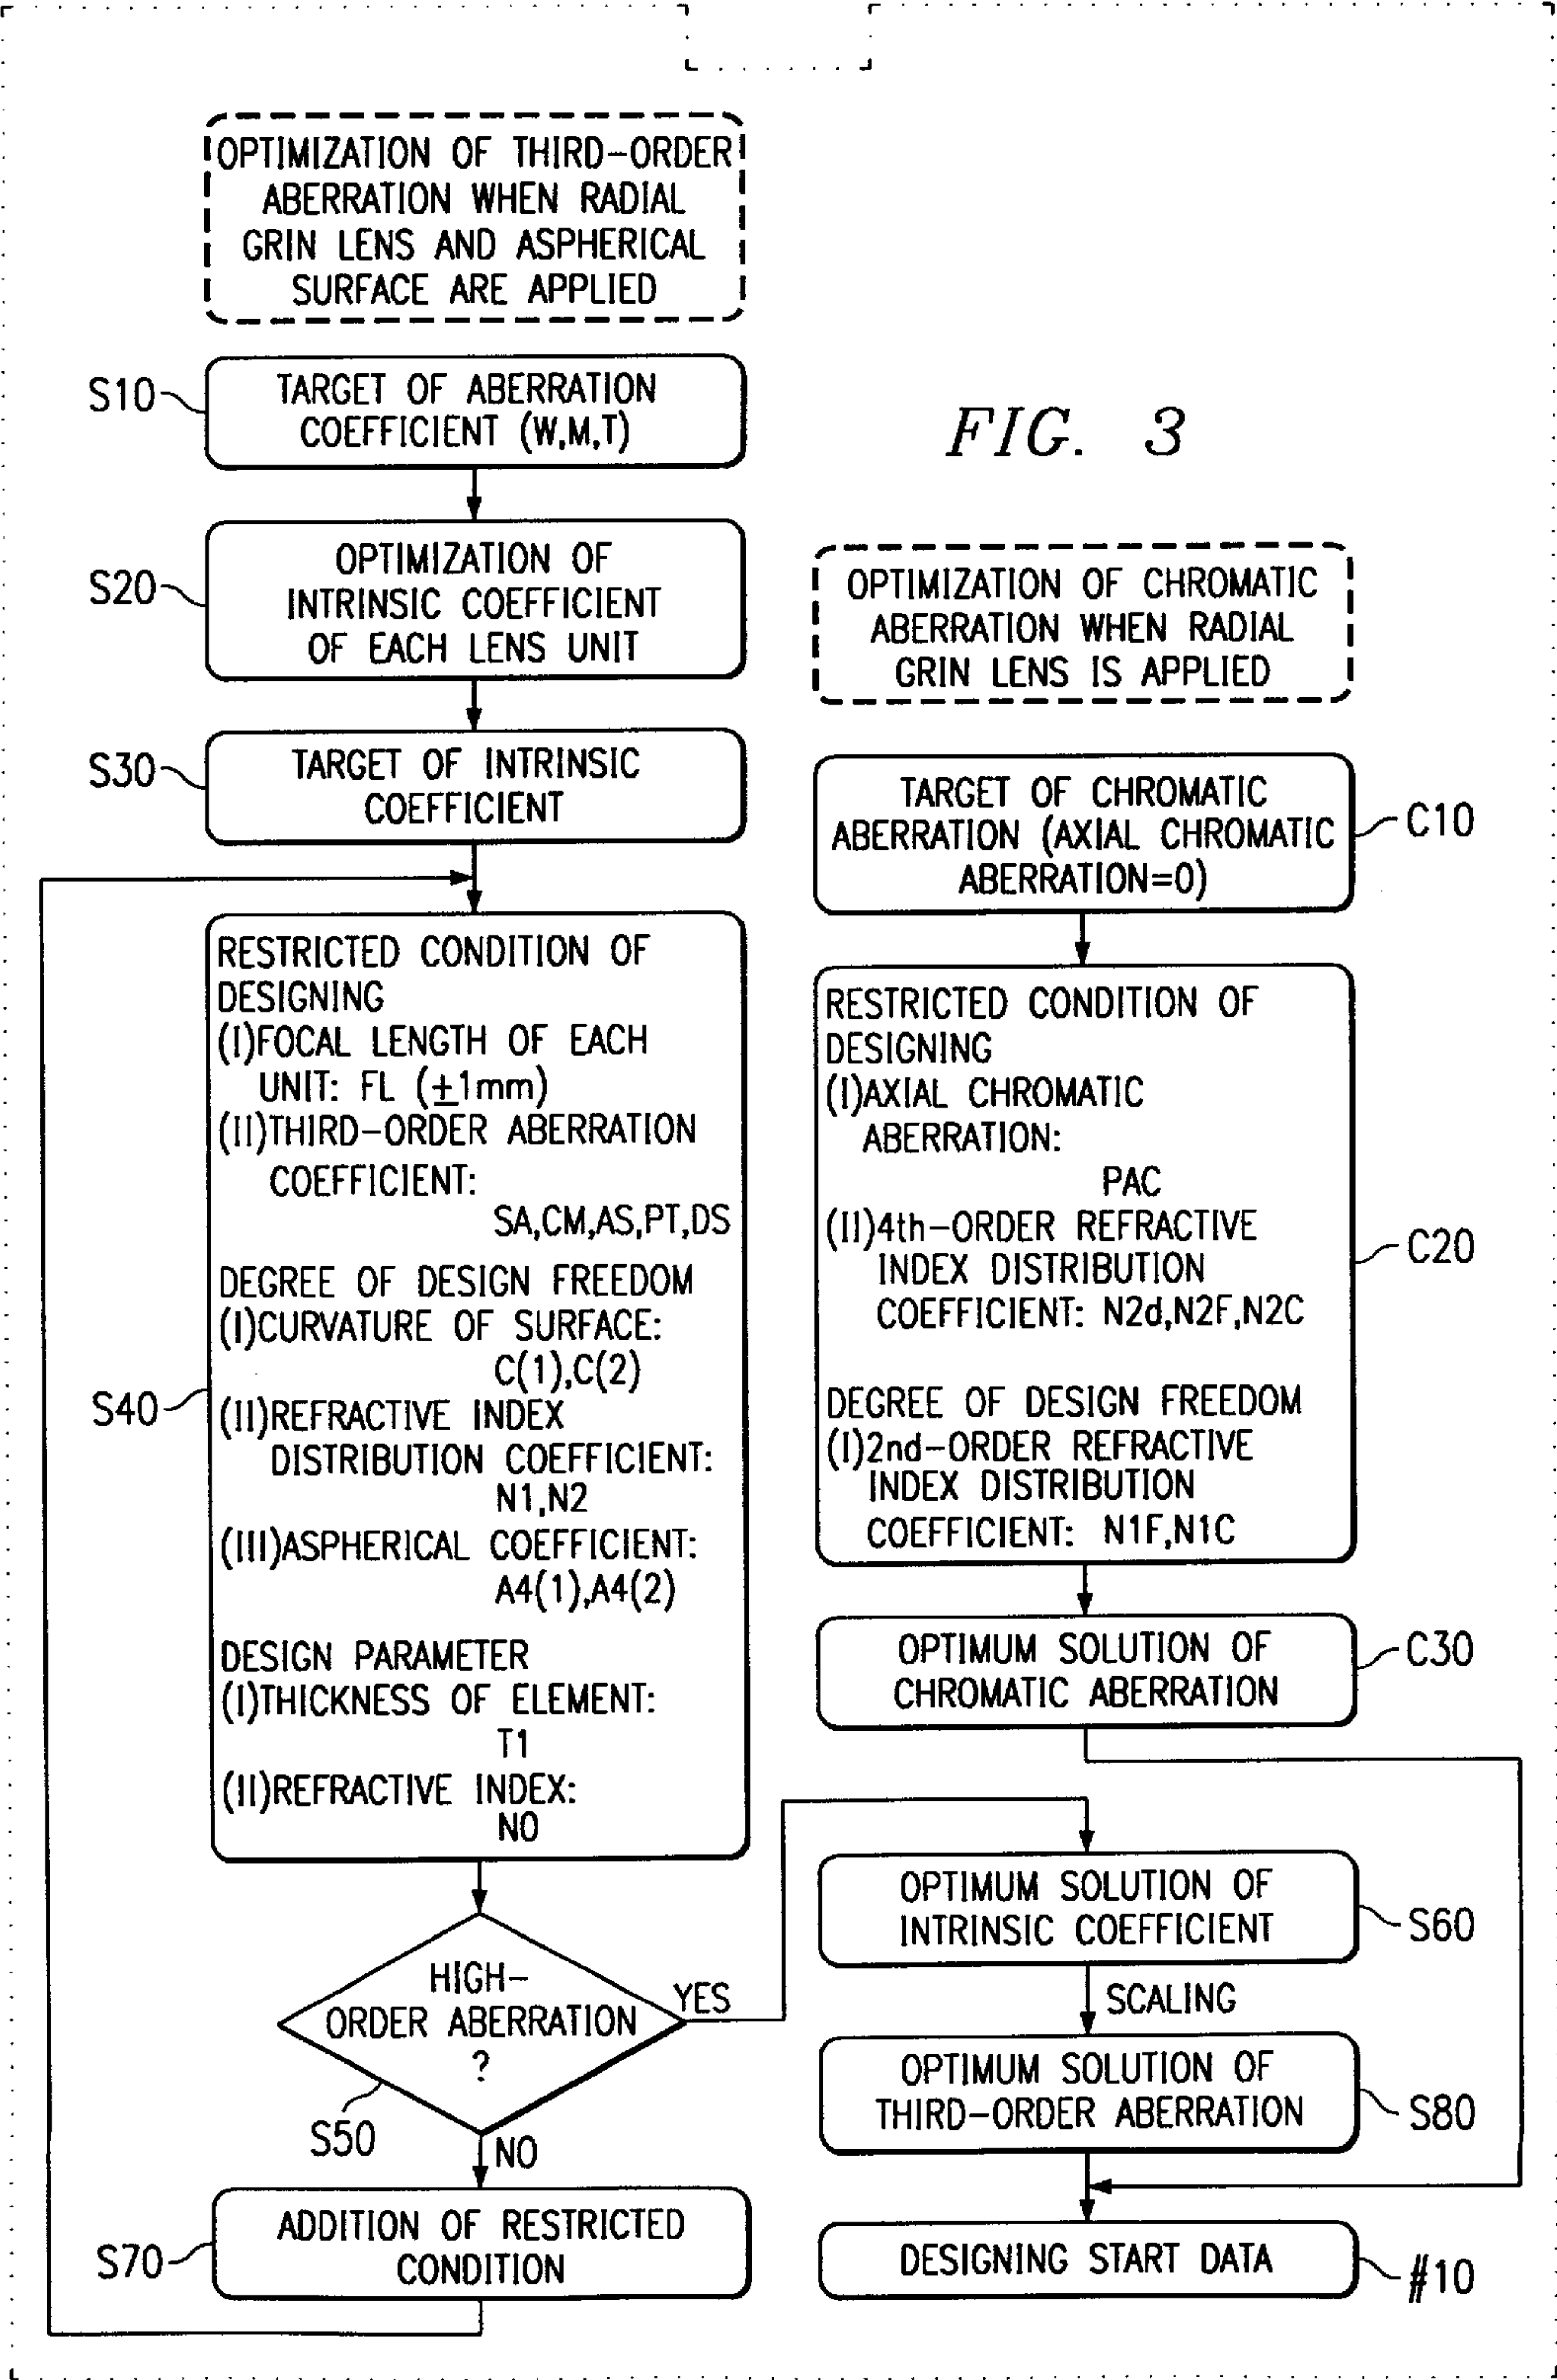 OPTIMIZATION OF THIRD-ORDER
ABERRATION WHEN RADIAL
GRIN LENS AND ASPHERICAL
SURFACE ARE APPLIED
S10
TARGET OF ABERRATION
COEFFICIENT (W,M,T)
FIG. 3
S20
OPTIMIZATION OF
INTRINSIC COEFFICIENT
OF EACH LENS UNIT
S30
TARGET OF INTRINSIC
COEFFICIENT
S40
RESTRICTED CONDITION OF
DESIGNING
(I)FOCAL LENGTH OF EACH
UNIT: FL (±1mm)
(II)THIRD-ORDER ABERRATION
COEFFICIENT:
SA,CM,AS,PT,DS
DEGREE OF DESIGN FREEDOM
(I)CURVATURE OF SURFACE:
C(1),C(2)
(II)REFRACTIVE INDEX
DISTRIBUTION COEFFICIENT:
N1,N2
(III)ASPHERICAL COEFFICIENT:
A4(1),A4(2)
DESIGN PARAMETER
(I)THICKNESS OF ELEMENT:
T1
(II)REFRACTIVE INDEX:
N0
HIGH-
ORDER ABERRATION
?
S50
YES
NO
S70
ADDITION OF RESTRICTED
CONDITION
OPTIMIZATION OF CHROMATIC
ABERRATION WHEN RADIAL
GRIN LENS IS APPLIED
TARGET OF CHROMATIC
ABERRATION (AXIAL CHROMATIC
ABERRATION=0)
C10
RESTRICTED CONDITION OF
DESIGNING
(I)AXIAL CHROMATIC
ABERRATION:
PAC
(II)4th-ORDER REFRACTIVE
INDEX DISTRIBUTION
COEFFICIENT: N2d,N2F,N2C
DEGREE OF DESIGN FREEDOM
(I)2nd-ORDER REFRACTIVE
INDEX DISTRIBUTION
COEFFICIENT: N1F,N1C
C20
OPTIMUM SOLUTION OF
CHROMATIC ABERRATION
C30
OPTIMUM SOLUTION OF
INTRINSIC COEFFICIENT
S60
SCALING
OPTIMUM SOLUTION OF
THIRD-ORDER ABERRATION
S80
DESIGNING START DATA
#10